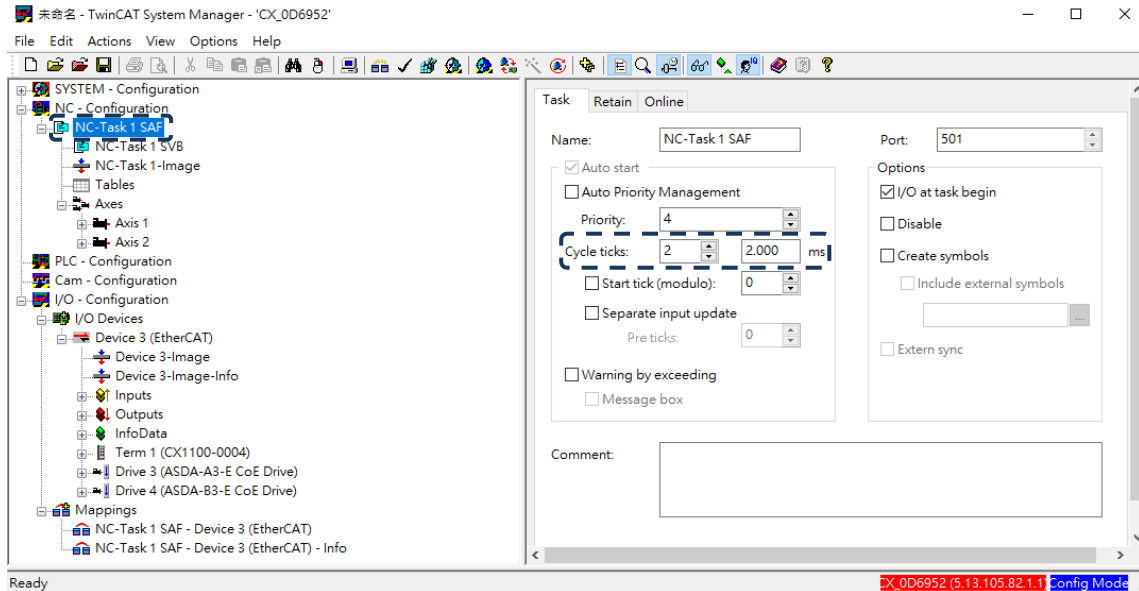 未命名 - TwinCAT System Manager - 'CX_0D6952'
File Edit Actions View Options Help
SYSTEM - Configuration
NC - Configuration
NC-Task 1 SAF
NC-Task 1 SVB
NC-Task 1-Image
Tables
Axes
Axis 1
Axis 2
PLC - Configuration
Cam - Configuration
I/O - Configuration
I/O Devices
Device 3 (EtherCAT)
Device 3-Image
Device 3-Image-Info
Inputs
Outputs
InfoData
Term 1 (CX1100-0004)
Drive 3 (ASDA-A3-E CoE Drive)
Drive 4 (ASDA-B3-E CoE Drive)
Mappings
NC-Task 1 SAF - Device 3 (EtherCAT)
NC-Task 1 SAF - Device 3 (EtherCAT) - Info
Task Retain Online
Name: NC-Task 1 SAF Port: 501
Auto start Options
Auto Priority Management I/O at task begin
Priority: 4 Disable
Cycle ticks: 2 2.000 ms Create symbols
Start tick (modulo): 0 Include external symbols
Separate input update ...
Pre ticks: 0 Extern sync
Warning by exceeding
Message box
Comment:
Ready CX_0D6952 (5.13.105.82.1.1) Config Mode